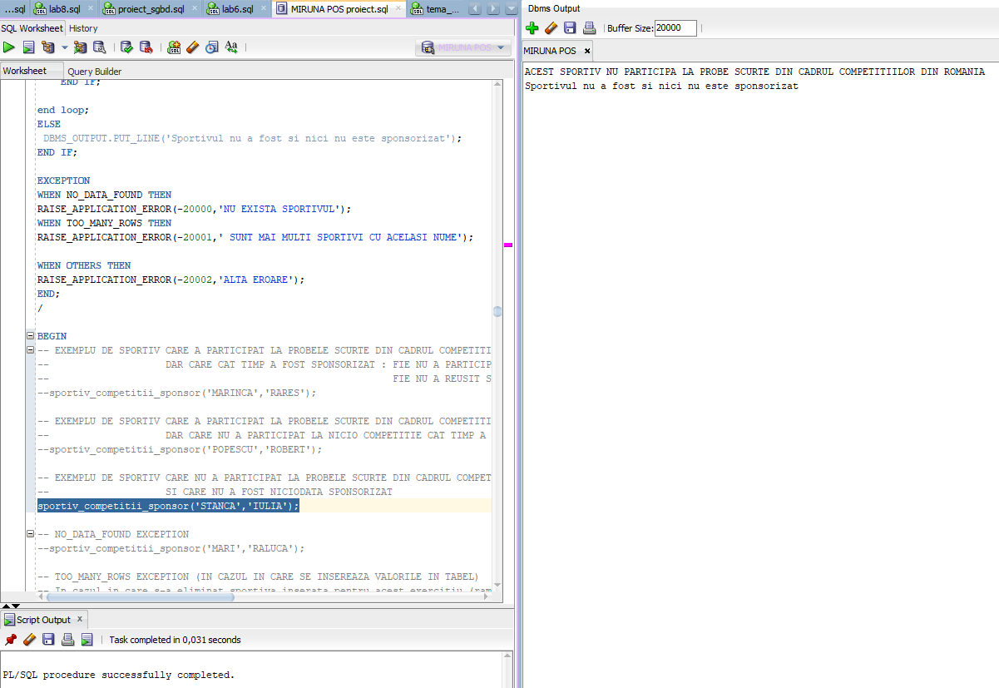 ...sql lab8.sql proiect_sgbd.sql lab6.sql MIRUNA POS proiect.sql tema_...
SQL Worksheet History
MIRUNA POS
Worksheet Query Builder
END IF;
end loop;
ELSE
DBMS_OUTPUT.PUT_LINE('Sportivul nu a fost si nici nu este sponsorizat');
END IF;
EXCEPTION
WHEN NO_DATA_FOUND THEN
RAISE_APPLICATION_ERROR(-20000,'NU EXISTA SPORTIVUL');
WHEN TOO_MANY_ROWS THEN
RAISE_APPLICATION_ERROR(-20001,' SUNT MAI MULTI SPORTIVI CU ACELASI NUME');
WHEN OTHERS THEN
RAISE_APPLICATION_ERROR(-20002,'ALTA EROARE');
END;
/
BEGIN
-- EXEMPLU DE SPORTIV CARE A PARTICIPAT LA PROBELE SCURTE DIN CADRUL COMPETITI
-- DAR CARE CAT TIMP A FOST SPONSORIZAT : FIE NU A PARTICIP
-- FIE NU A REUSIT S
--sportiv_competitii_sponsor('MARINCA','RARES');
-- EXEMPLU DE SPORTIV CARE A PARTICIPAT LA PROBELE SCURTE DIN CADRUL COMPETITI
-- DAR CARE NU A PARTICIPAT LA NICIO COMPETITIE CAT TIMP A
--sportiv_competitii_sponsor('POPESCU','ROBERT');
-- EXEMPLU DE SPORTIV CARE NU A PARTICIPAT LA PROBELE SCURTE DIN CADRUL COMPET
-- SI CARE NU A FOST NICIODATA SPONSORIZAT
sportiv_competitii_sponsor('STANCA','IULIA');
-- NO_DATA_FOUND EXCEPTION
--sportiv_competitii_sponsor('MARI','RALUCA');
-- TOO_MANY_ROWS EXCEPTION (IN CAZUL IN CARE SE INSEREAZA VALORILE IN TABEL)
-- In cazul in care s-a eliminat sportiva inserata pentru acest exercitiu (ram
Script Output
Task completed in 0,031 seconds
PL/SQL procedure successfully completed.
Dbms Output
Buffer Size: 20000
MIRUNA POS
ACEST SPORTIV NU PARTICIPA LA PROBE SCURTE DIN CADRUL COMPETITIILOR DIN ROMANIA
Sportivul nu a fost si nici nu este sponsorizat